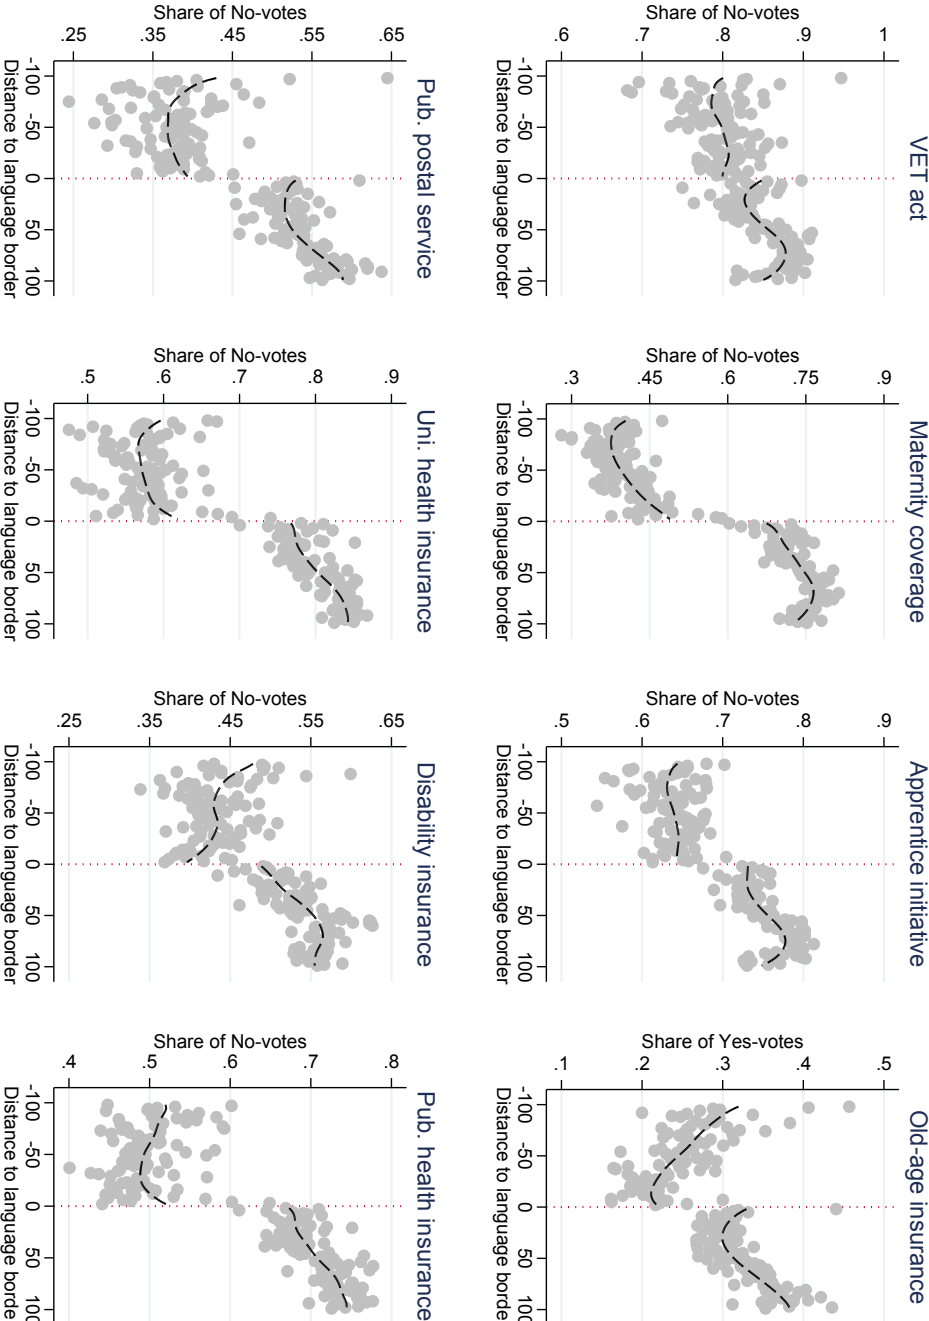 VET act
Share of No-votes
.6 .7 .8 .9 1
-100 -50 0 50 100
Distance to language border
Maternity coverage
Share of No-votes
.3 .45 .6 .75 .9
-100 -50 0 50 100
Distance to language border
Apprentice initiative
Share of No-votes
.5 .6 .7 .8 .9
-100 -50 0 50 100
Distance to language border
Old-age insurance
Share of Yes-votes
.1 .2 .3 .4 .5
-100 -50 0 50 100
Distance to language borde
Pub. postal service
Share of No-votes
.25 .35 .45 .55 .65
-100 -50 0 50 100
Distance to language border
Uni. health insurance
Share of No-votes
.5 .6 .7 .8 .9
-100 -50 0 50 100
Distance to language border
Disability insurance
Share of No-votes
.25 .35 .45 .55 .65
-100 -50 0 50 100
Distance to language border
Pub. health insurance
Share of No-votes
.4 .5 .6 .7 .8
-100 -50 0 50 100
Distance to language borde